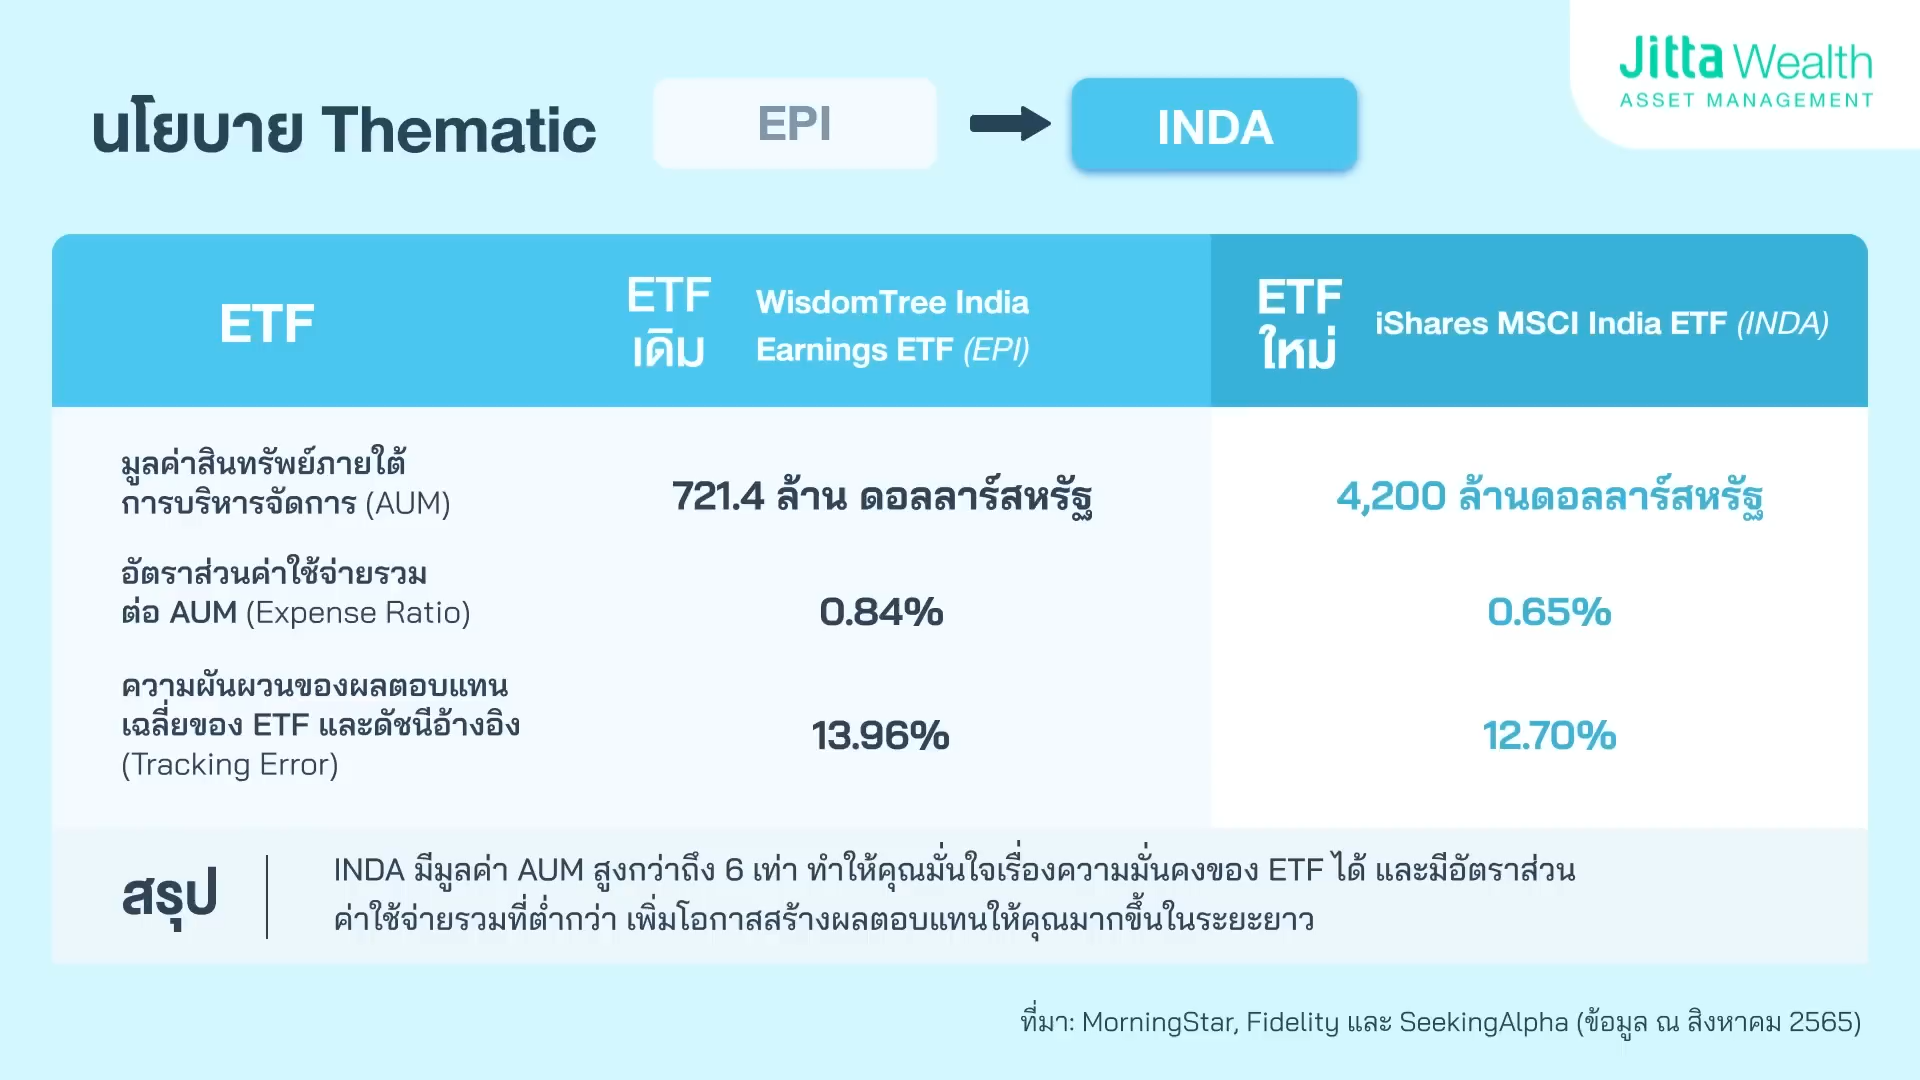 Jitta Wealth
ASSET MANAGEMENT
นโยบาย Thematic
EPI
INDA
ETF
ETF
เดิม
WisdomTree India
Earnings ETF (EPI)
ETF
ใหม่
iShares MSCI India ETF (INDA)
มูลค่าสินทรัพย์ภายใต้
การบริหารจัดการ (AUM)
721.4 ล้าน ดอลลาร์สหรัฐ
4,200 ล้านดอลลาร์สหรัฐ
อัตราส่วนค่าใช้จ่ายรวม
ต่อ AUM (Expense Ratio)
0.84%
0.65%
ความผันผวนของผลตอบแทน
เฉลี่ยของ ETF และดัชนีอ้างอิง
(Tracking Error)
13.96%
12.70%
สรุป
INDA มีมูลค่า AUM สูงกว่าถึง 6 เท่า ทำให้คุณมั่นใจเรื่องความมั่นคงของ ETF ได้ และมีอัตราส่วน
ค่าใช้จ่ายรวมที่ต่ำกว่า เพิ่มโอกาสสร้างผลตอบแทนให้คุณมากขึ้นในระยะยาว
ที่มา: MorningStar, Fidelity และ SeekingAlpha (ข้อมูล ณ สิงหาคม 2565)